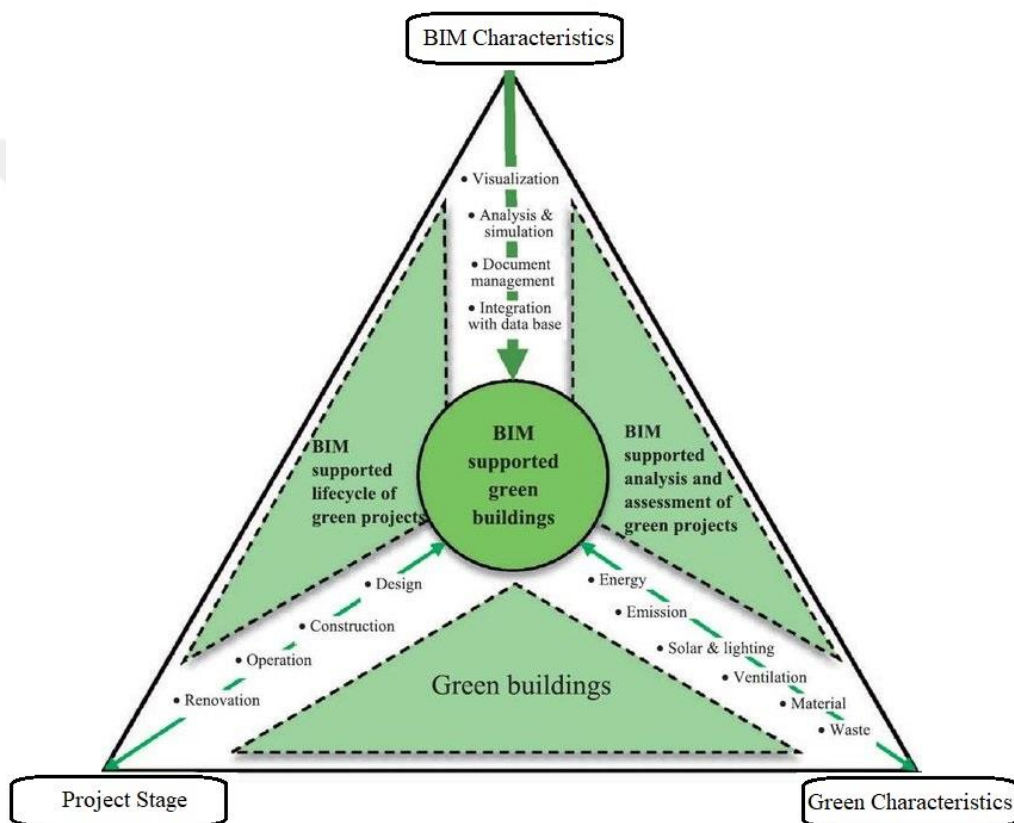 BIM Characteristics
• Visualization
• Analysis &
simulation
• Document
management
• Integration
with data base
BIM
supported
lifecycle of
green projects
BIM
supported
green
buildings
BIM
supported
analysis and
assessment of
green projects
• Design
• Construction
• Operation
• Renovation
• Energy
• Emission
• Solar & lighting
• Ventilation
• Material
• Waste
Green buildings
Project Stage
Green Characteristics